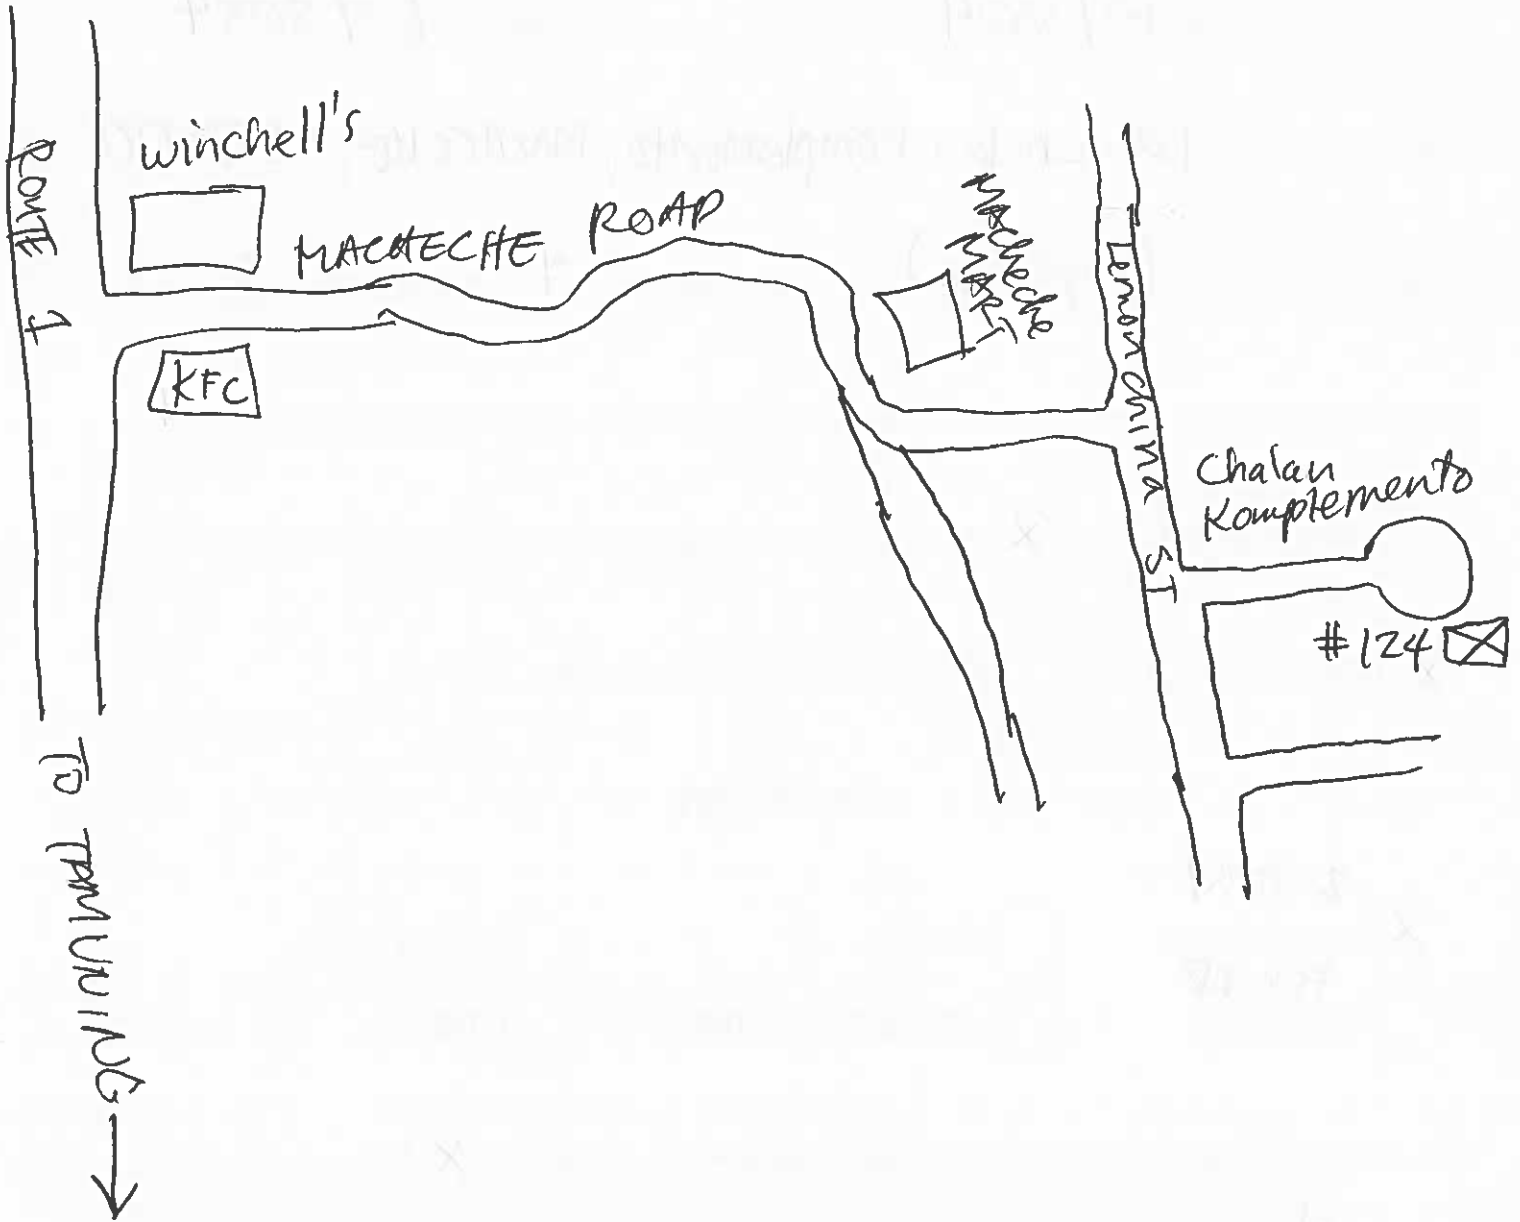 winchell's
ROUTE 1
MACHECHE ROAD
KFC
MACheche
MART
Lemonchina ST
Chalan
Komplemento
#124
TO TAMUNING